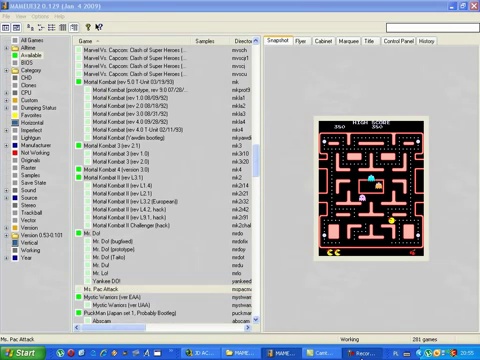 MAMEUI32 0.129 (Jan. 4 2009)
File View Options Help
All Games
Available
BIOS
Category
CHD
Clones
CPU
Custom
Dumping Status
Favorites
Horizontal
Imperfect
Lightgun
Manufacturer
Not Working
Originals
Raster
Samples
Save State
Sound
Source
Stereo
Trackball
Vector
Version
Version 0.53-0.101
Vertical
Working
Year
Game Samples Director
Marvel Vs. Capcom: Clash of Super Heroes (... mvsch
Marvel Vs. Capcom: Clash of Super Heroes (... mvscjr1
Marvel Vs. Capcom: Clash of Super Heroes (...
Marvel Vs. Capcom: Clash of Super Heroes (...
Mortal Kombat (rev 5.0 T-Unit 03/19/93) mk
Mortal Kombat (prototype, rev 9.0 07/28/... mkprot9
Mortal Kombat (rev 1.0 08/09/92) mkla1
Mortal Kombat (rev 2.0 08/18/92) mkla2
Mortal Kombat (rev 3.0 08/31/92) mkla3
Mortal Kombat (rev 4.0 09/28/92) mkla4
Mortal Kombat (rev 4.0 T-Unit 02/11/93) mkr4
Mortal Kombat (Yawdim bootleg)
Mortal Kombat 3 (rev 2.1) mk3
Mortal Kombat 3 (rev 1.0) mk3r10
Mortal Kombat 3 (rev 2.0) mk3r20
Mortal Kombat 4 (version 3.0) mk4
Mortal Kombat II (rev L3.1) mk2
Mortal Kombat II (rev L1.4) mk2r14
Mortal Kombat II (rev L2.1) mk2r21
Mortal Kombat II (rev L3.2 (European)) mk2r32
Mortal Kombat II (rev L4.2, hack) mk2r42
Mortal Kombat II (rev L9.1, hack) mk2r91
Mortal Kombat II Challenger (hack)
Mr. Do! mrdo
Mr. Do! (bugfixed)
Mr. Do! (prototype)
Mr. Do! (Taito) mrdot
Mr. Du! mrdu
Mr. Lo! mrlo
Yankee DO!
Ms. Pac Attack mspacma
Mystic Warriors (ver EAA) mystwarr
Mystic Warriors (ver UAA)
PuckMan (Japan set 1, Probably Bootleg) puckman
Abscam abscam
Snapshot Flyer Cabinet Marquee Title Control Panel History
HIGH SCORE
Ms. Pac Attack Working 281 games
Start 3D AC... MAME... MAME... Cam... Reco... PL 20:55